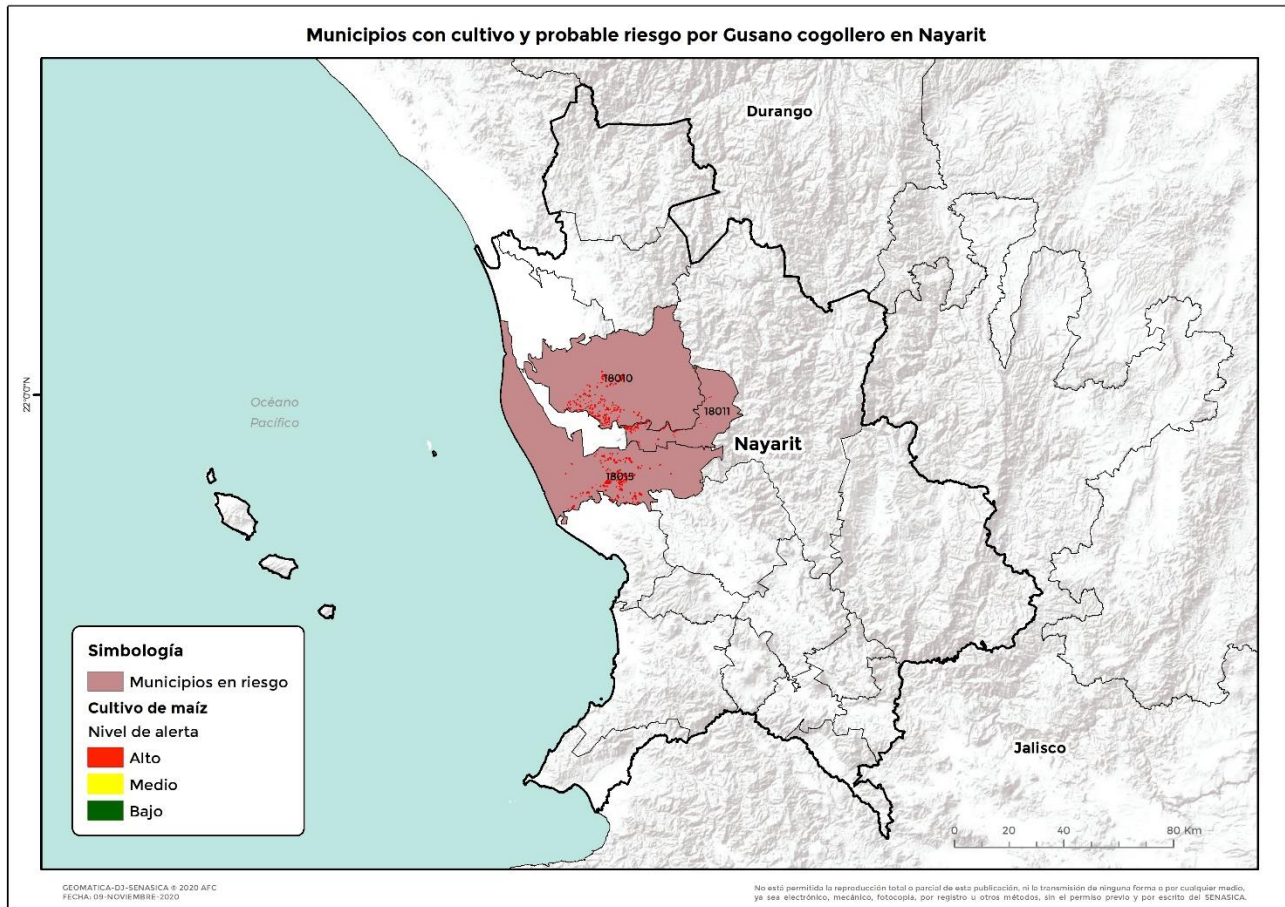 Municipios con cultivo y probable riesgo por Gusano cogollero en Nayarit
Durango
22°0'0"N
18010
18011
Océano
Pacífico
Nayarit
18015
Simbología
Municipios en riesgo
Cultivo de maíz
Nivel de alerta
Alto
Medio
Bajo
Jalisco
0 20 40 80 Km
GEOMATICA-DJ-SENASICA © 2020 AFC
FECHA: 09-NOVIEMBRE-2020
No está permitida la reproducción total o parcial de esta publicación, ni la transmisión de ninguna forma o por cualquier medio,
ya sea electrónico, mecánico, fotocopia, por registro u otros métodos, sin el permiso previo y por escrito del SENASICA.